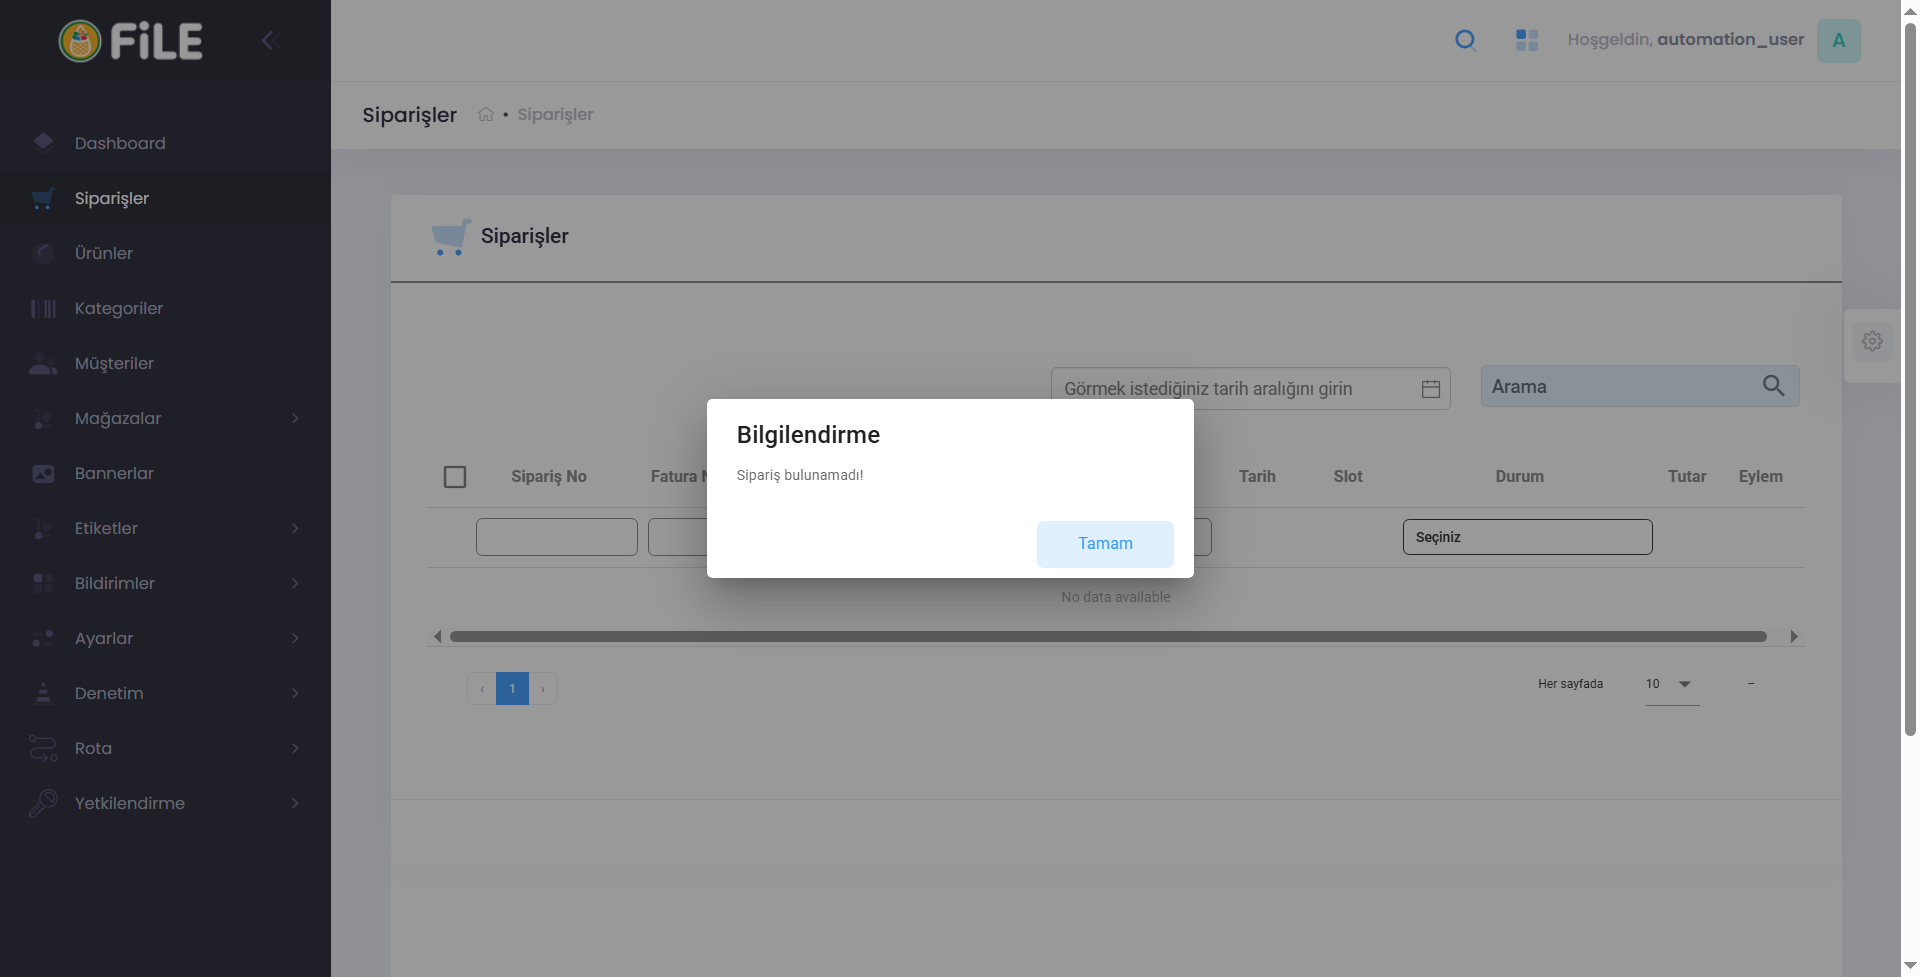 FiLE
Hoşgeldin, automation_user
A
Siparişler
• Siparişler
Dashboard
Siparişler
Ürünler
Kategoriler
Müşteriler
Mağazalar
Bannerlar
Etiketler
Bildirimler
Ayarlar
Denetim
Rota
Yetkilendirme
Siparişler
Görmek istediğiniz tarih aralığını girin
Arama
Sipariş No
Fatura
Tarih
Slot
Durum
Tutar
Eylem
Seçiniz
Bilgilendirme
Sipariş bulunamadı!
Tamam
No data available
‹ 1 ›
Her sayfada
10
–